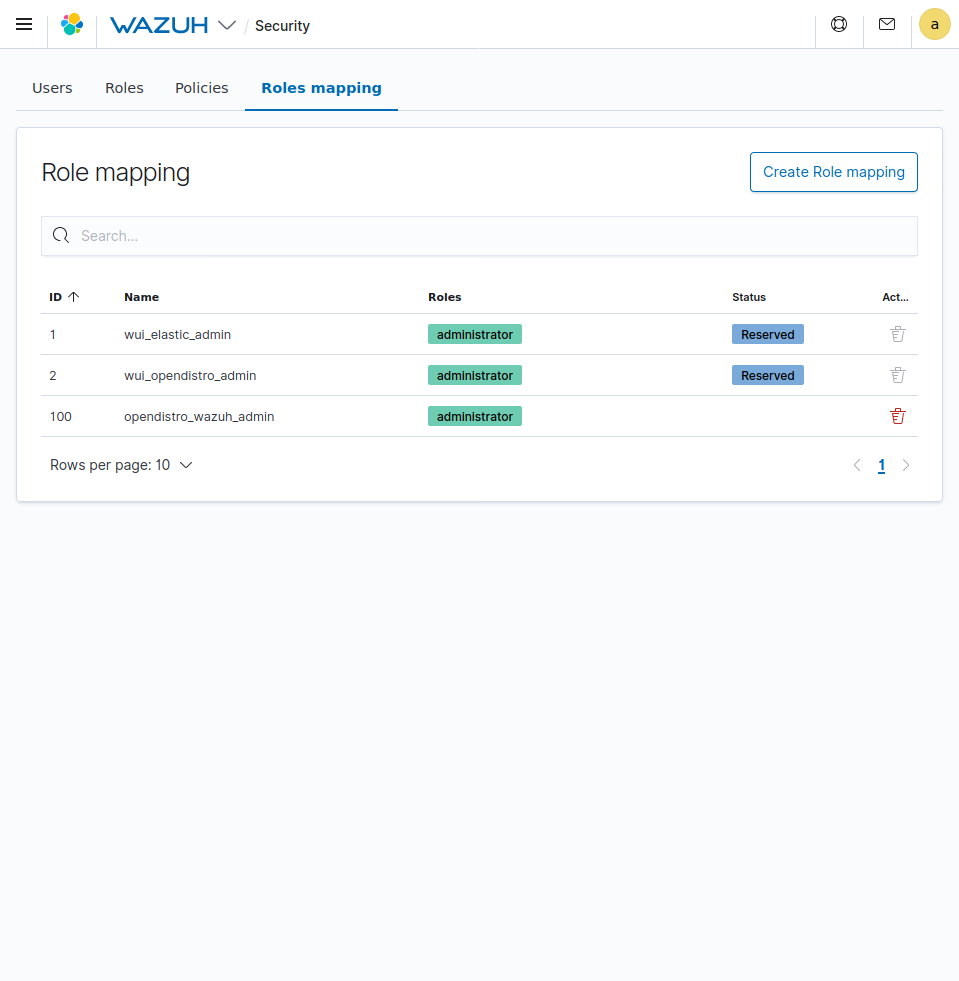 WAZUH / Security a
Users Roles Policies Roles mapping
Role mapping Create Role mapping
Search...
ID Name Roles Status Act...
1 wui_elastic_admin administrator Reserved
2 wui_opendistro_admin administrator Reserved
100 opendistro_wazuh_admin administrator
Rows per page: 10 1